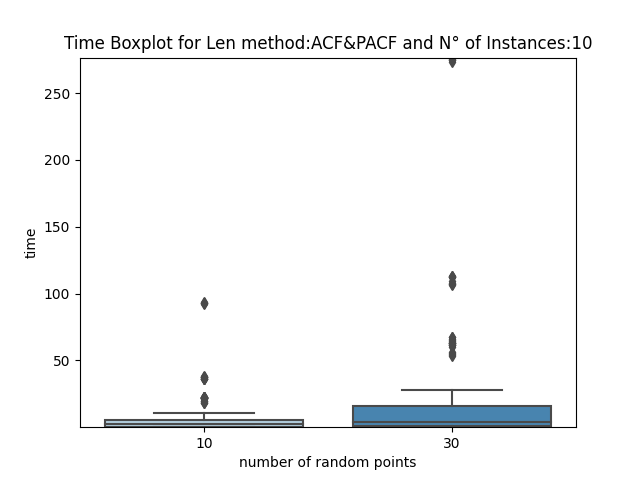 Time Boxplot for Len method:ACF&PACF and N° of Instances:10
250
200
150
100
50
time
10 30
number of random points